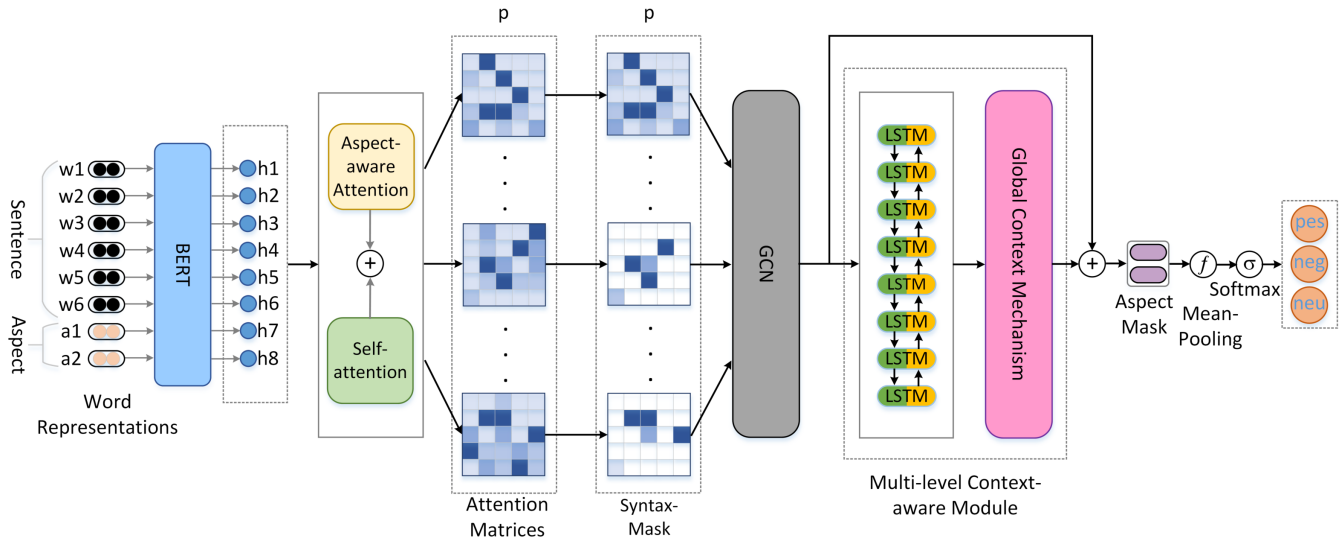 p
p
Sentence
Aspect
w1
w2
w3
w4
w5
w6
a1
a2
Word
Representations
BERT
h1
h2
h3
h4
h5
h6
h7
h8
Aspect-
aware
Attention
+
Self-
attention
Attention
Matrices
Syntax-
Mask
GCN
LSTM
LSTM
LSTM
LSTM
LSTM
LSTM
LSTM
LSTM
Global Context Mechanism
Multi-level Context-
aware Module
+
Aspect
Mask
f
Mean-
Pooling
σ
Softmax
pes
neg
neu